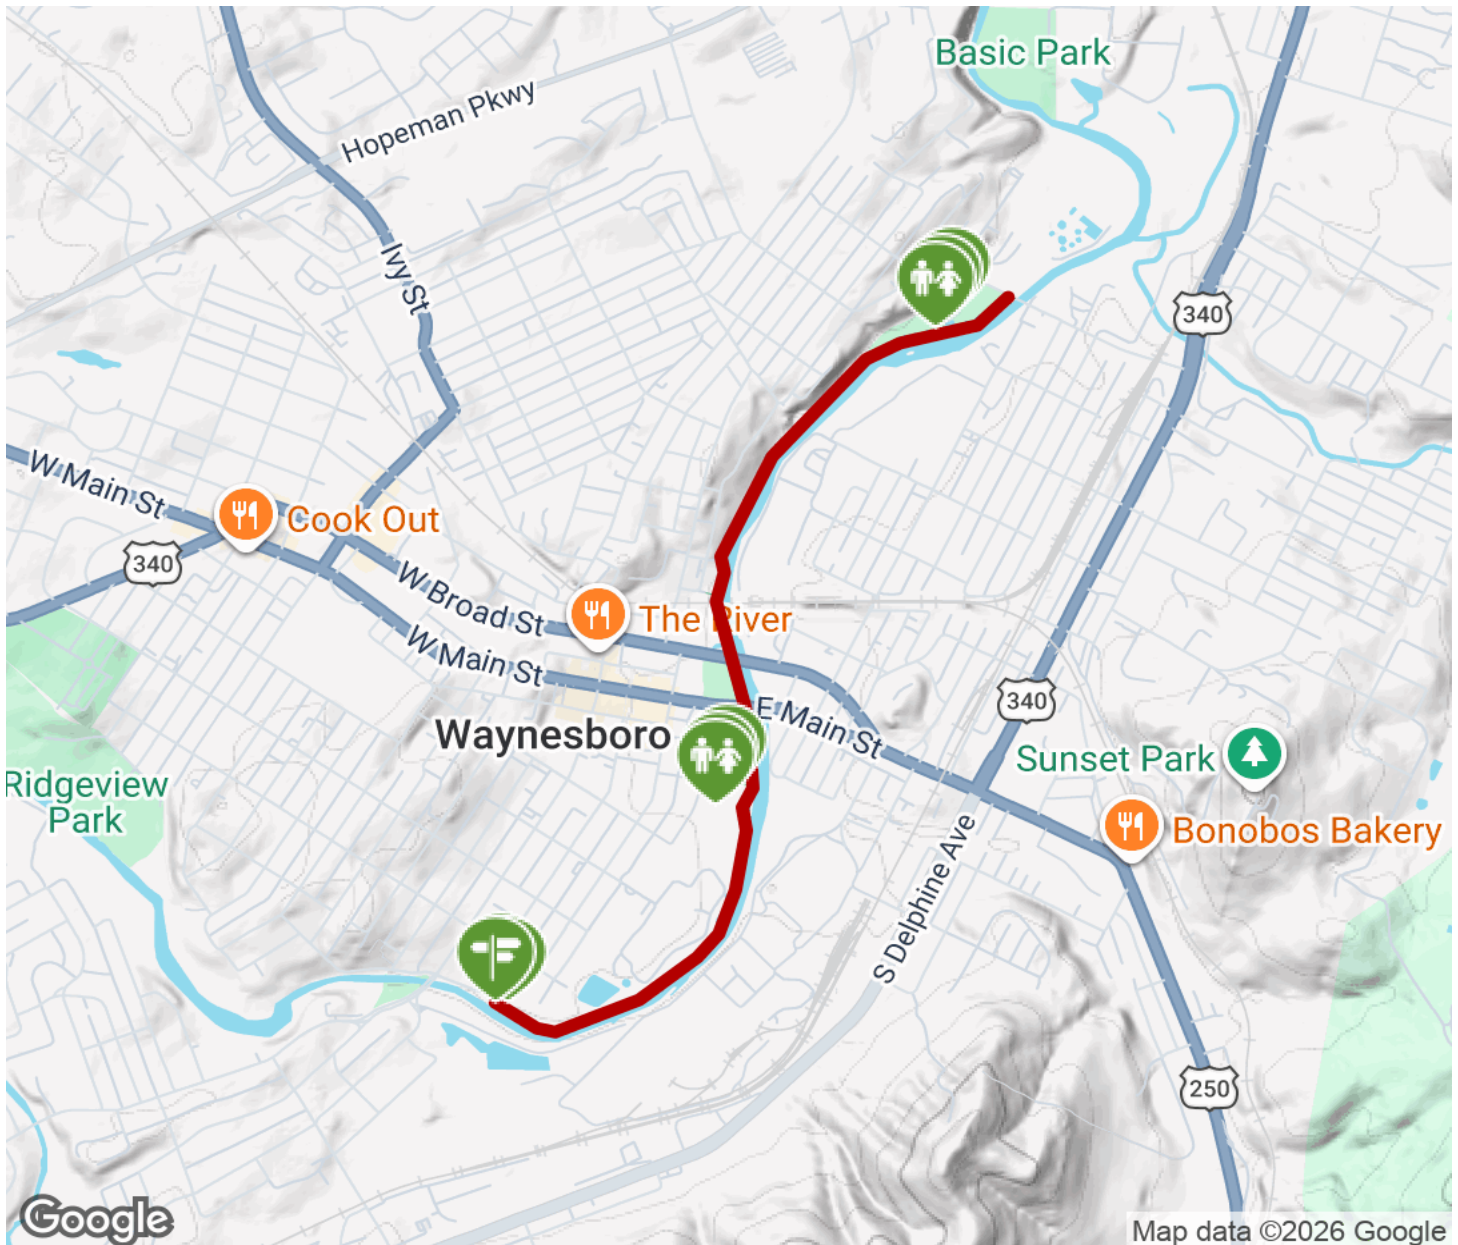 Basic Park
Hopeman Pkwy
Ivy St
340
W Main St
Cook Out
340
W Broad St
The River
W Main St
340
E Main St
Waynesboro
Sunset Park
Ridgeview
Park
Bonobos Bakery
S Delphine Ave
250
Google
Map data ©2026 Google